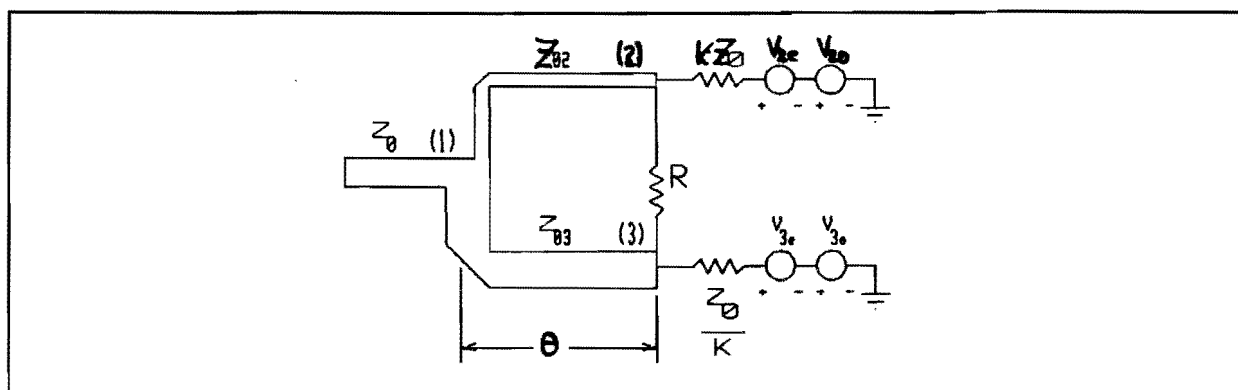 Z02 (2) KZ0 V2e V2o
+ - + -
Z0 (1)
R
Z03 (3) V3e V3o
+ - + -
Z0
K
θ